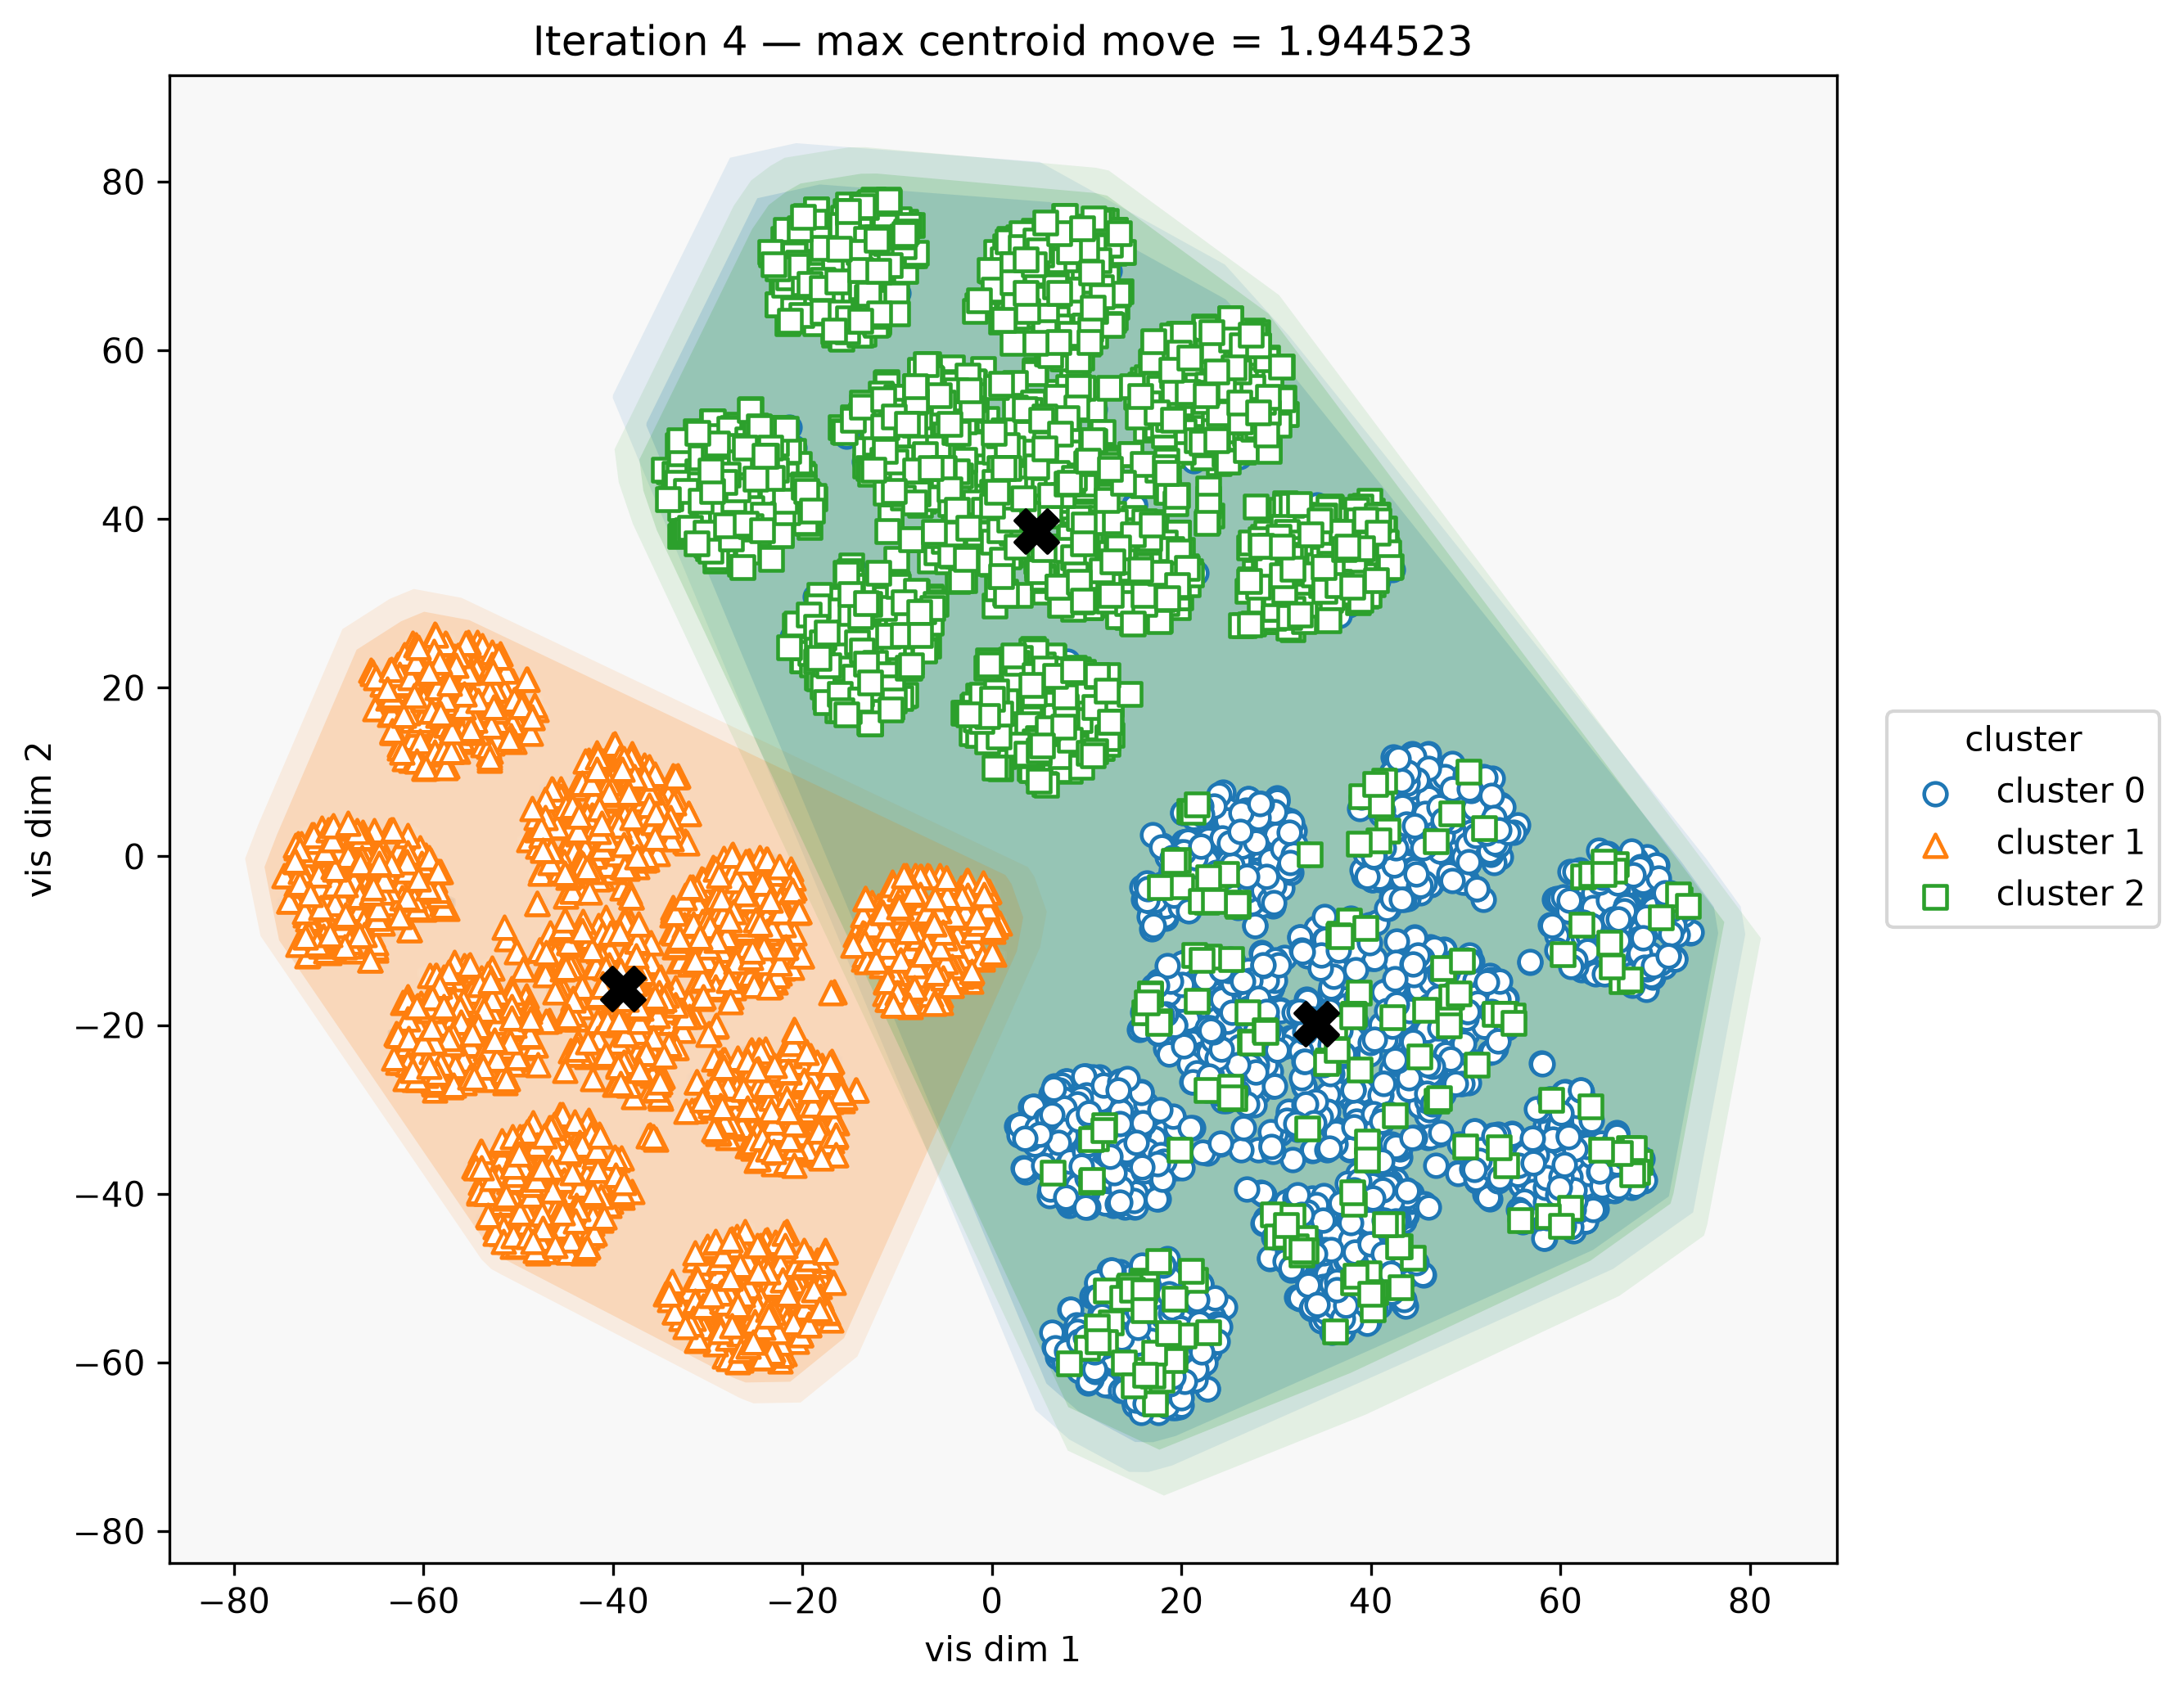 Iteration 4 — max centroid move = 1.944523
80
60
40
20
0
−20
−40
−60
−80
vis dim 2
−80
−60
−40
−20
0
20
40
60
80
vis dim 1
cluster
cluster 0
cluster 1
cluster 2